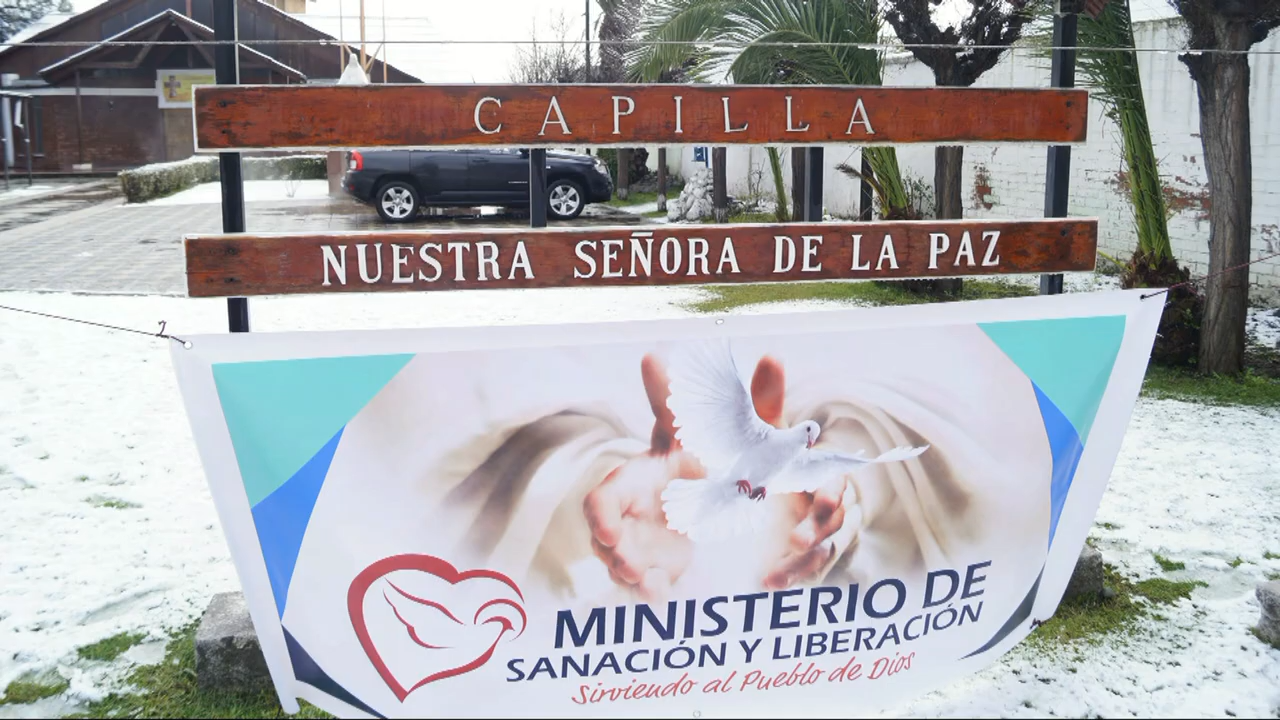 CAPILLA
NUESTRA SEÑORA DE LA PAZ
MINISTERIO DE
SANACIÓN Y LIBERACIÓN
Sirviendo al Pueblo de Dios